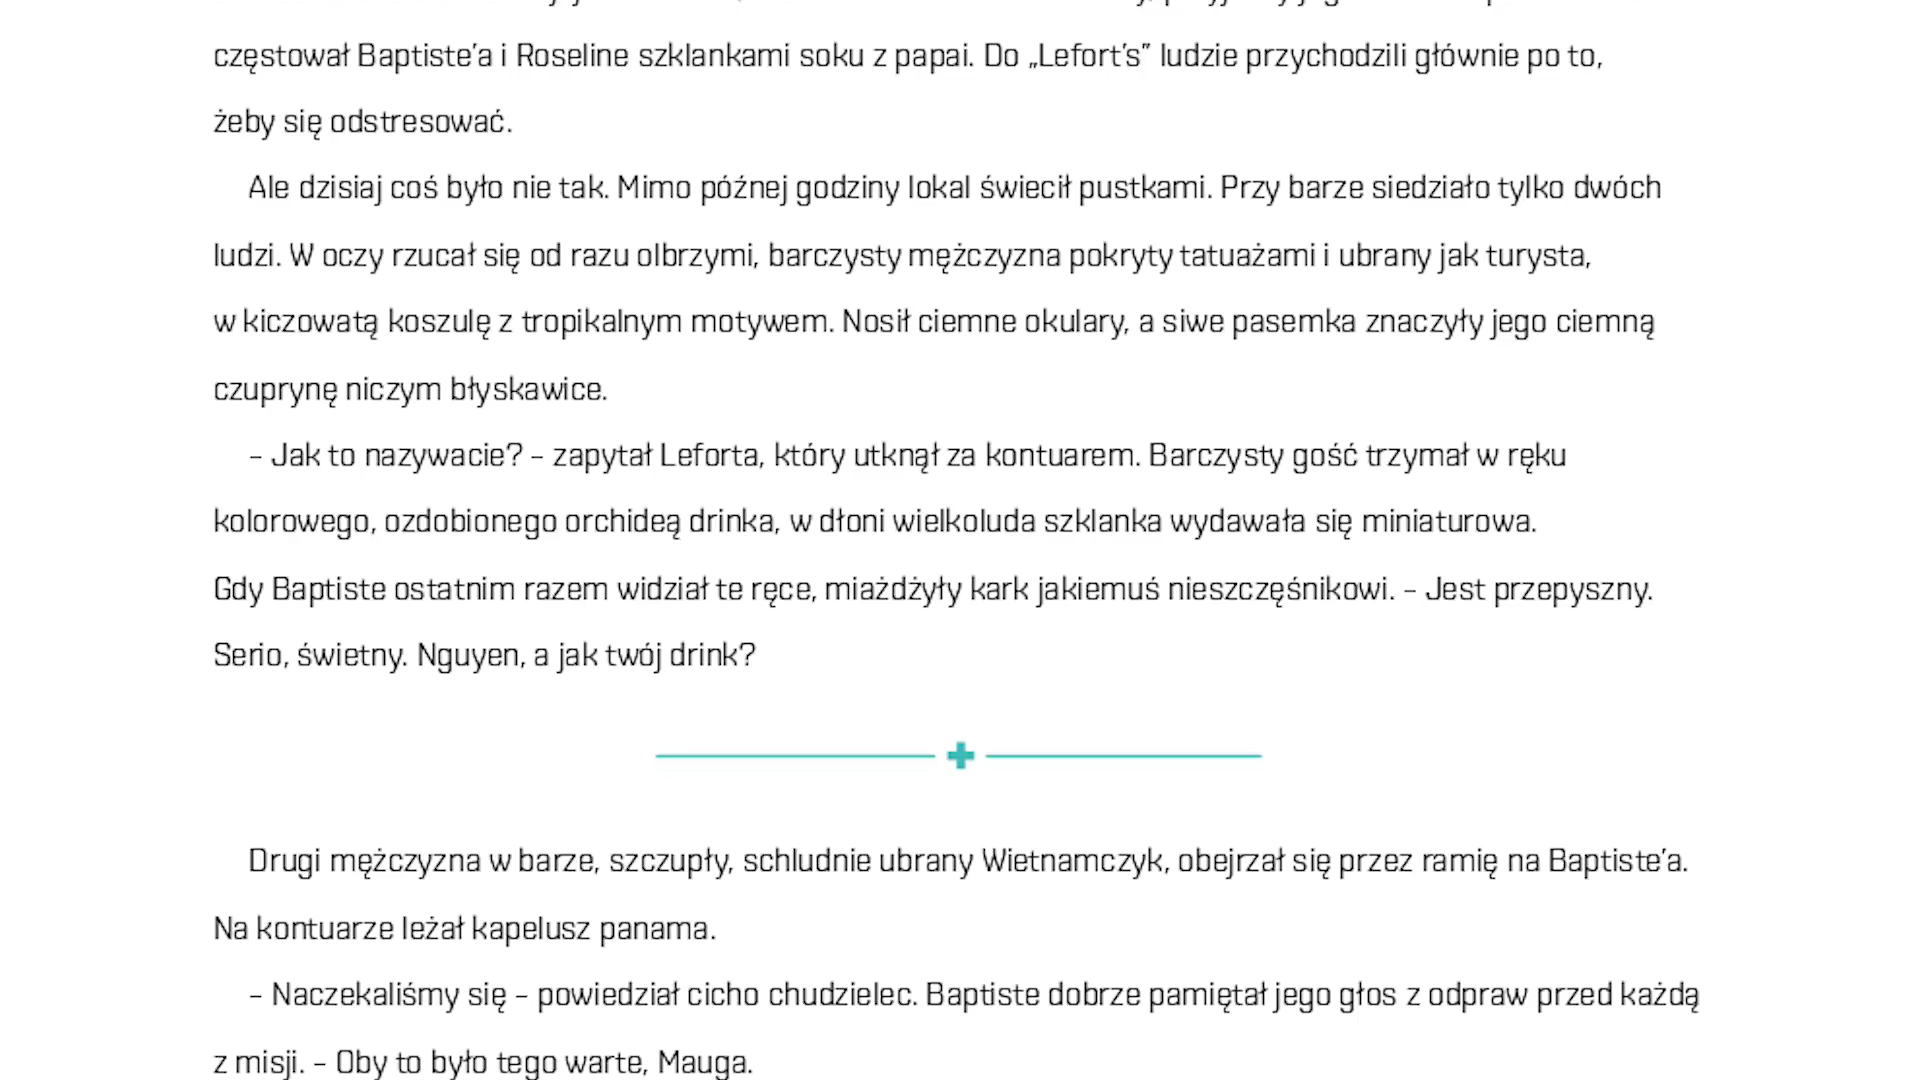 częstował Baptiste’a i Roseline szklankami soku z papai. Do „Lefort’s” ludzie przychodzili głównie po to,
żeby się odstresować.
Ale dzisiaj coś było nie tak. Mimo późnej godziny lokal świecił pustkami. Przy barze siedziało tylko dwóch
ludzi. W oczy rzucał się od razu olbrzymi, barczysty mężczyzna pokryty tatuażami i ubrany jak turysta,
w kiczowatą koszulę z tropikalnym motywem. Nosił ciemne okulary, a siwe pasemka znaczyły jego ciemną
czuprynę niczym błyskawice.
– Jak to nazywacie? – zapytał Leforta, który utknął za kontuarem. Barczysty gość trzymał w ręku
kolorowego, ozdobionego orchideą drinka, w dłoni wielkoluda szklanka wydawała się miniaturowa.
Gdy Baptiste ostatnim razem widział te ręce, miażdżyły kark jakiemuś nieszczęśnikowi. – Jest przepyszny.
Serio, świetny. Nguyen, a jak twój drink?
Drugi mężczyzna w barze, szczupły, schludnie ubrany Wietnamczyk, obejrzał się przez ramię na Baptiste’a.
Na kontuarze leżał kapelusz panama.
– Naczekaliśmy się – powiedział cicho chudzielec. Baptiste dobrze pamiętał jego głos z odpraw przed każdą
z misji. – Oby to było tego warte, Mauga.